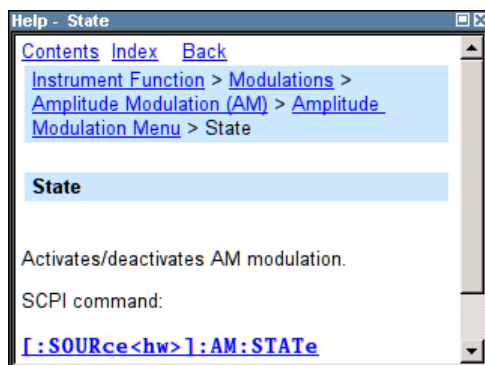 Help - State
Contents Index Back
Instrument Function > Modulations >
Amplitude Modulation (AM) > Amplitude
Modulation Menu > State
State
Activates/deactivates AM modulation.
SCPI command:
[:SOURce<hw>]:AM:STATe